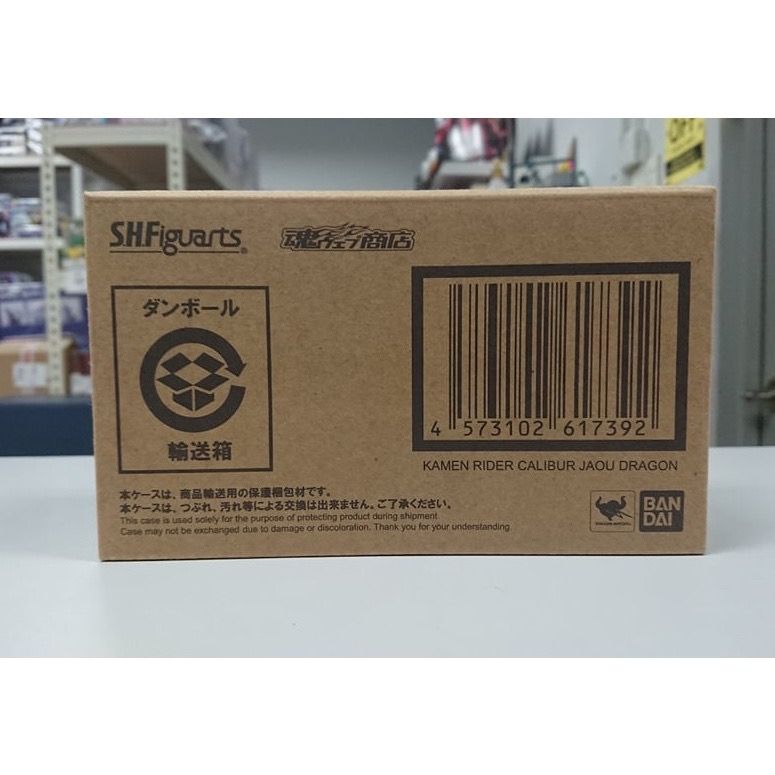 S.H.Figuarts®
魂ウェブ商店
ダンボール
輸送箱
4 573102 617392
KAMEN RIDER CALIBUR JAOU DRAGON
本ケースは、商品輸送用の保護梱包材です。
本ケースは、つぶれ、汚れ等による交換は出来ません。ご了承ください。
This case is used solely for the purpose of protecting product during shipment.
Case may not be exchanged due to damage or discoloration. Thank you for your understanding.
BAN
DAI